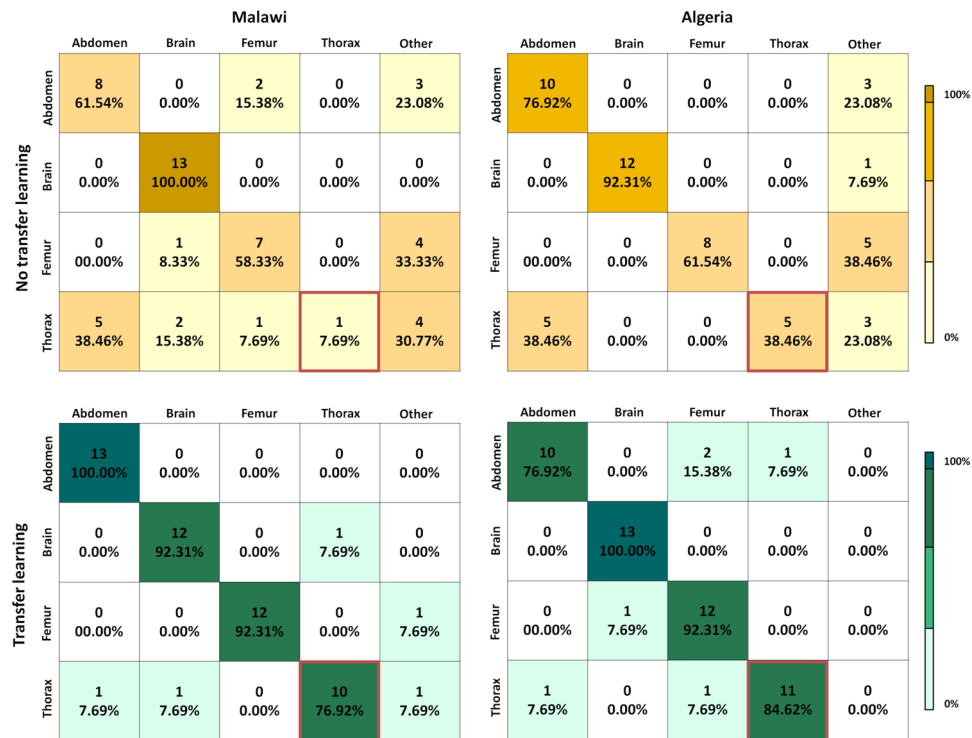 Malawi
Algeria
No transfer learning
Abdomen Brain Femur Thorax Other
Abdomen
8 0 2 0 3
61.54% 0.00% 15.38% 0.00% 23.08%
Brain
0 13 0 0 0
0.00% 100.00% 0.00% 0.00% 0.00%
Femur
0 1 7 0 4
00.00% 8.33% 58.33% 0.00% 33.33%
Thorax
5 2 1 1 4
38.46% 15.38% 7.69% 7.69% 30.77%
Abdomen Brain Femur Thorax Other
Abdomen
10 0 0 0 3
76.92% 0.00% 0.00% 0.00% 23.08%
Brain
0 12 0 0 1
0.00% 92.31% 0.00% 0.00% 7.69%
Femur
0 0 8 0 5
00.00% 0.00% 61.54% 0.00% 38.46%
Thorax
5 0 0 5 3
38.46% 0.00% 0.00% 38.46% 23.08%
100%
0%
Transfer learning
Abdomen Brain Femur Thorax Other
Abdomen
13 0 0 0 0
100.00% 0.00% 0.00% 0.00% 0.00%
Brain
0 12 0 1 0
0.00% 92.31% 0.00% 7.69% 0.00%
Femur
0 0 12 0 1
00.00% 0.00% 92.31% 0.00% 7.69%
Thorax
1 1 0 10 1
7.69% 7.69% 0.00% 76.92% 7.69%
Abdomen Brain Femur Thorax Other
Abdomen
10 0 2 1 0
76.92% 0.00% 15.38% 7.69% 0.00%
Brain
0 13 0 0 0
0.00% 100.00% 0.00% 0.00% 0.00%
Femur
0 1 12 0 0
00.00% 7.69% 92.31% 0.00% 0.00%
Thorax
1 0 1 11 0
7.69% 0.00% 7.69% 84.62% 0.00%
100%
0%